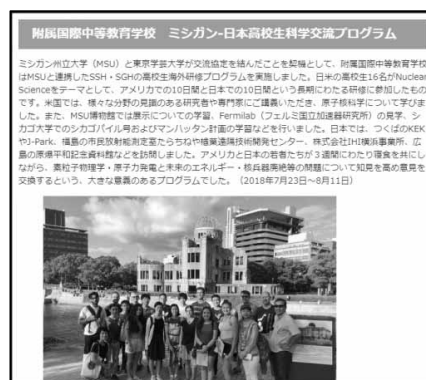 附属国際中等教育学校　ミシガン-日本高校生科学交流プログラム
ミシガン州立大学（MSU）と東京学芸大学が交流協定を結んだことを契機として、附属国際中等教育学校
はMSUと連携したSSH・SGHの高校生海外研修プログラムを実施しました。日米の高校生16名がNuclear
Scienceをテーマとして、アメリカでの10日間と日本での10日間という長期にわたる研修に参加したもの
です。米国では、様々な分野の見識のある研究者や専門家にご講義いただき、原子核科学について学びま
した。また、MSU博物館では展示についての学習、Fermilab（フェルミ国立加速器研究所）の見学、シ
カゴ大学でのシカゴパイル号およびマンハッタン計画の学習などを行いました。日本では、つくばのKEK
やJ-Park、福島の市民放射能測定室たらちねや楢葉遠隔技術開発センター、株式会社IHI横浜事業所、広
島の原爆平和記念資料館などを訪問しました。アメリカと日本の若者たちが３週間にわたり寝食を共にし
ながら、素粒子物理学・原子力発電と未来のエネルギー・核兵器廃絶等の問題について知見を高め意見を
交換するという、大きな意義のあるプログラムでした。（2018年7月23日～8月11日）